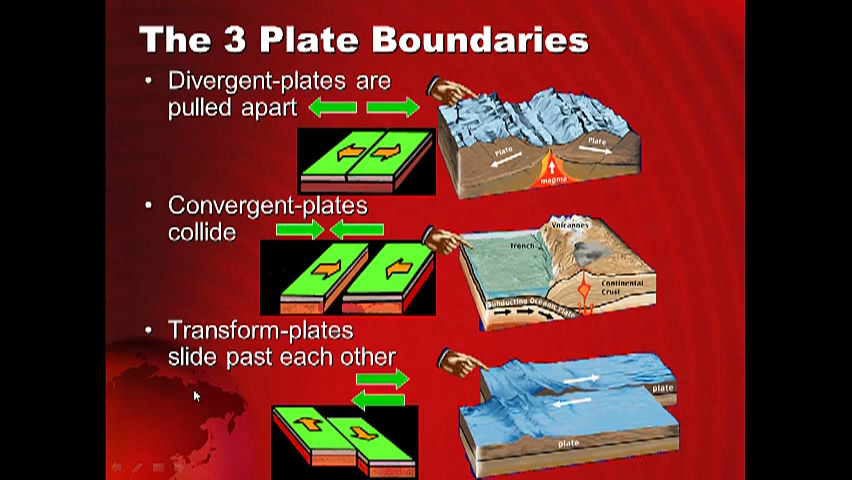 The 3 Plate Boundaries
• Divergent-plates are
pulled apart
Plate
Plate
magma
• Convergent-plates
collide
Volcanoes
Trench
Continental
Crust
Subducting Oceanic Plate
• Transform-plates
slide past each other
plate
plate